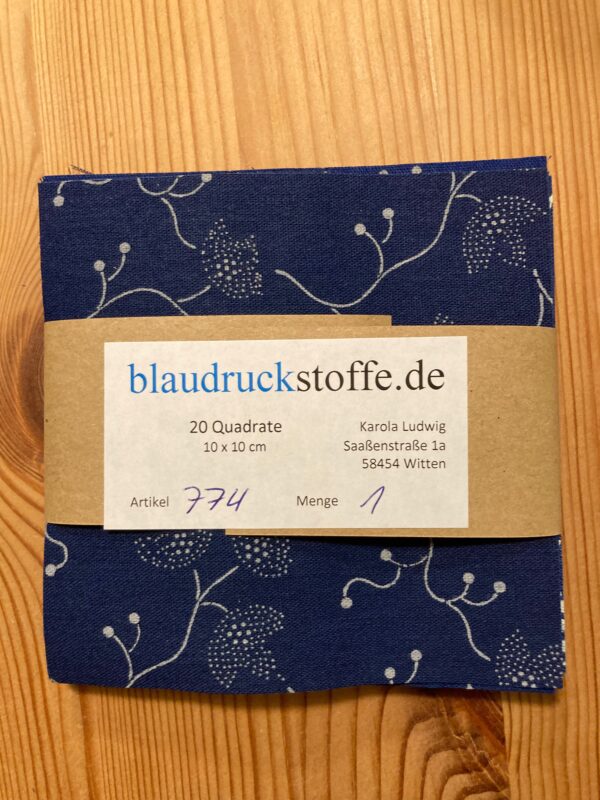 blaudruckstoffe.de
20 Quadrate
10 x 10 cm
Karola Ludwig
Saaßenstraße 1a
58454 Witten
Artikel 774 Menge 1